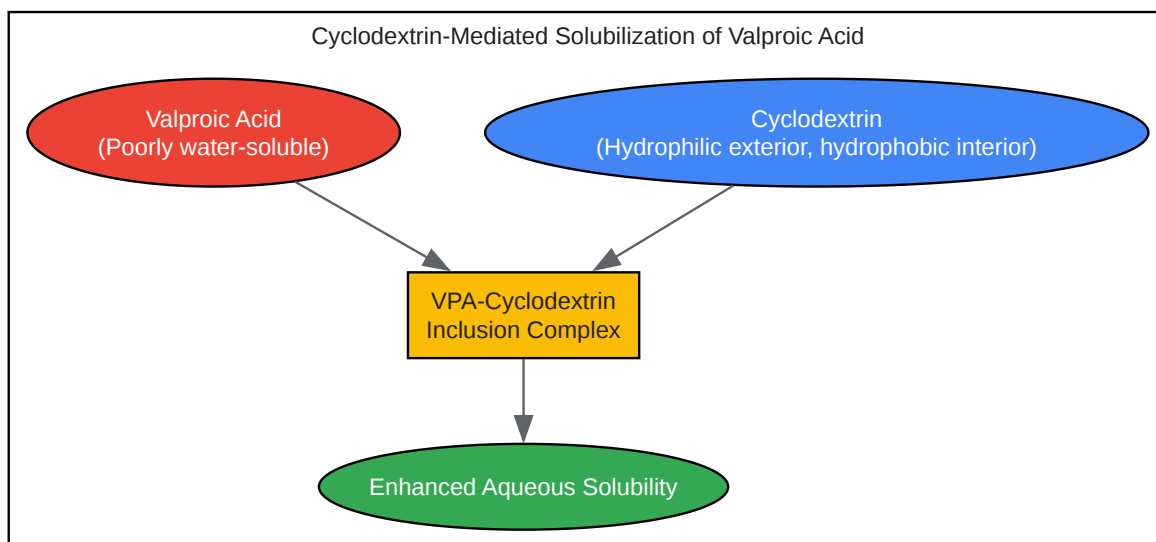 Cyclodextrin-Mediated Solubilization of Valproic Acid
Valproic Acid
(Poorly water-soluble)
Cyclodextrin
(Hydrophilic exterior, hydrophobic interior)
VPA-Cyclodextrin
Inclusion Complex
Enhanced Aqueous Solubility